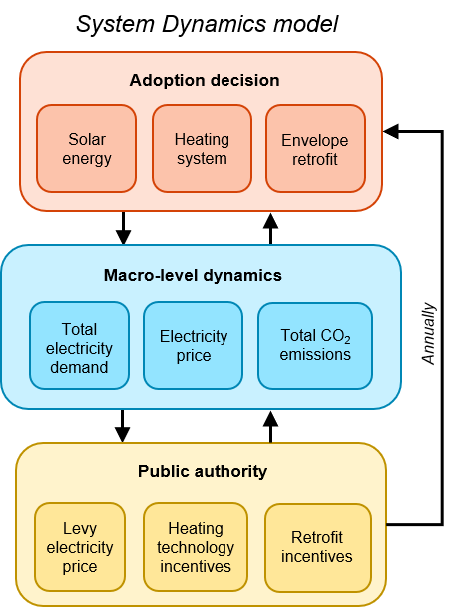 System Dynamics model
Adoption decision
Solar
energy
Heating
system
Envelope
retrofit
Macro-level dynamics
Total
electricity
demand
Electricity
price
Total CO₂
emissions
Annually
Public authority
Levy
electricity
price
Heating
technology
incentives
Retrofit
incentives